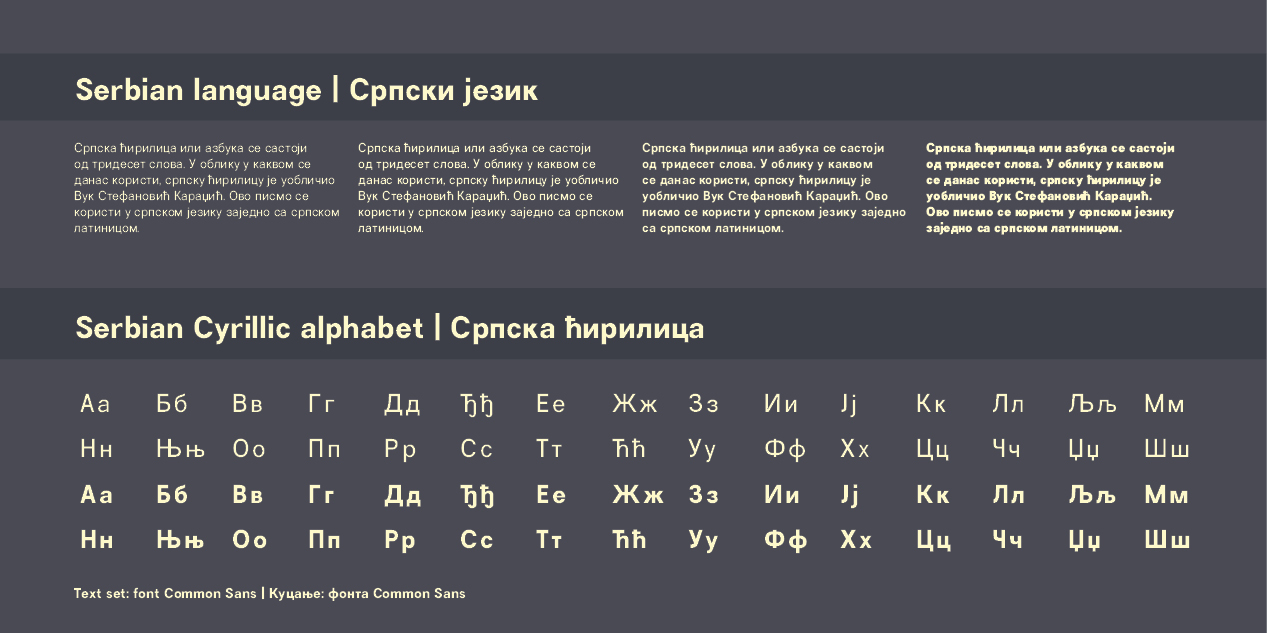 Serbian language | Српски језик
Српска ћирилица или азбука се састоји
од тридесет слова. У облику у каквом се
данас користи, српску ћирилицу је уобличио
Вук Стефановић Караџић. Ово писмо се
користи у српском језику заједно са српском
латиницом.
Српска ћирилица или азбука се састоји
од тридесет слова. У облику у каквом се
данас користи, српску ћирилицу је уобличио
Вук Стефановић Караџић. Ово писмо се
користи у српском језику заједно са српском
латиницом.
Српска ћирилица или азбука се састоји
од тридесет слова. У облику у каквом
се данас користи, српску ћирилицу је
уобличио Вук Стефановић Караџић. Ово
писмо се користи у српском језику заједно
са српском латиницом.
Српска ћирилица или азбука се састоји
од тридесет слова. У облику у каквом
се данас користи, српску ћирилицу је
уобличио Вук Стефановић Караџић.
Ово писмо се користи у српском језику
заједно са српском латиницом.
Serbian Cyrillic alphabet | Српска ћирилица
Аа Бб Вв Гг Дд Ђђ Ее Жж Зз Ии Јј Кк Лл Љљ Мм
Нн Њњ Оо Пп Рр Сс Тт Ћћ Уу Фф Хх Цц Чч Џџ Шш
Аа Бб Вв Гг Дд Ђђ Ее Жж Зз Ии Јј Кк Лл Љљ Мм
Нн Њњ Оо Пп Рр Сс Тт Ћћ Уу Фф Хх Цц Чч Џџ Шш
Text set: font Common Sans | Куцање: фонта Common Sans